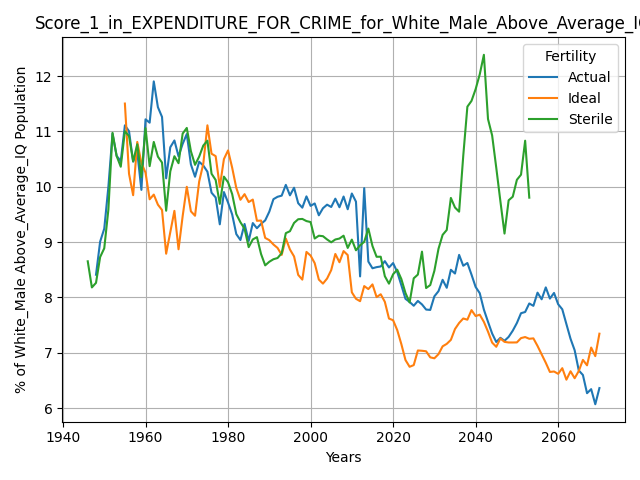 Score_1_in_EXPENDITURE_FOR_CRIME_for_White_Male_Above_Average_IQ
% of White_Male Above_Average_IQ Population
12
11
10
9
8
7
6
Fertility
Actual
Ideal
Sterile
1940 1960 1980 2000 2020 2040 2060
Years